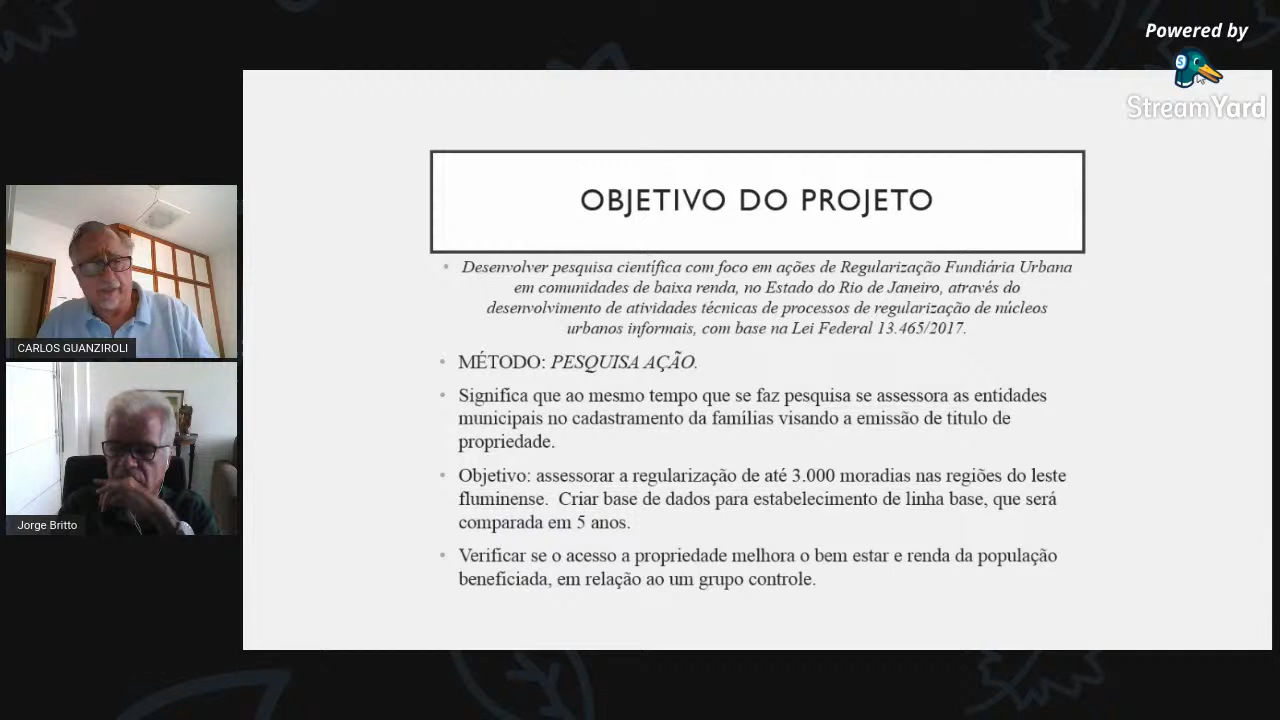 Powered by
StreamYard
OBJETIVO DO PROJETO
• Desenvolver pesquisa científica com foco em ações de Regularização Fundiária Urbana
em comunidades de baixa renda, no Estado do Rio de Janeiro, através do
desenvolvimento de atividades técnicas de processos de regularização de núcleos
urbanos informais, com base na Lei Federal 13.465/2017.
• MÉTODO: PESQUISA AÇÃO.
• Significa que ao mesmo tempo que se faz pesquisa se assessora as entidades
municipais no cadastramento da famílias visando a emissão de titulo de
propriedade.
• Objetivo: assessorar a regularização de até 3.000 moradias nas regiões do leste
fluminense. Criar base de dados para estabelecimento de linha base, que será
comparada em 5 anos.
• Verificar se o acesso a propriedade melhora o bem estar e renda da população
beneficiada, em relação ao um grupo controle.
CARLOS GUANZIROLI
Jorge Britto